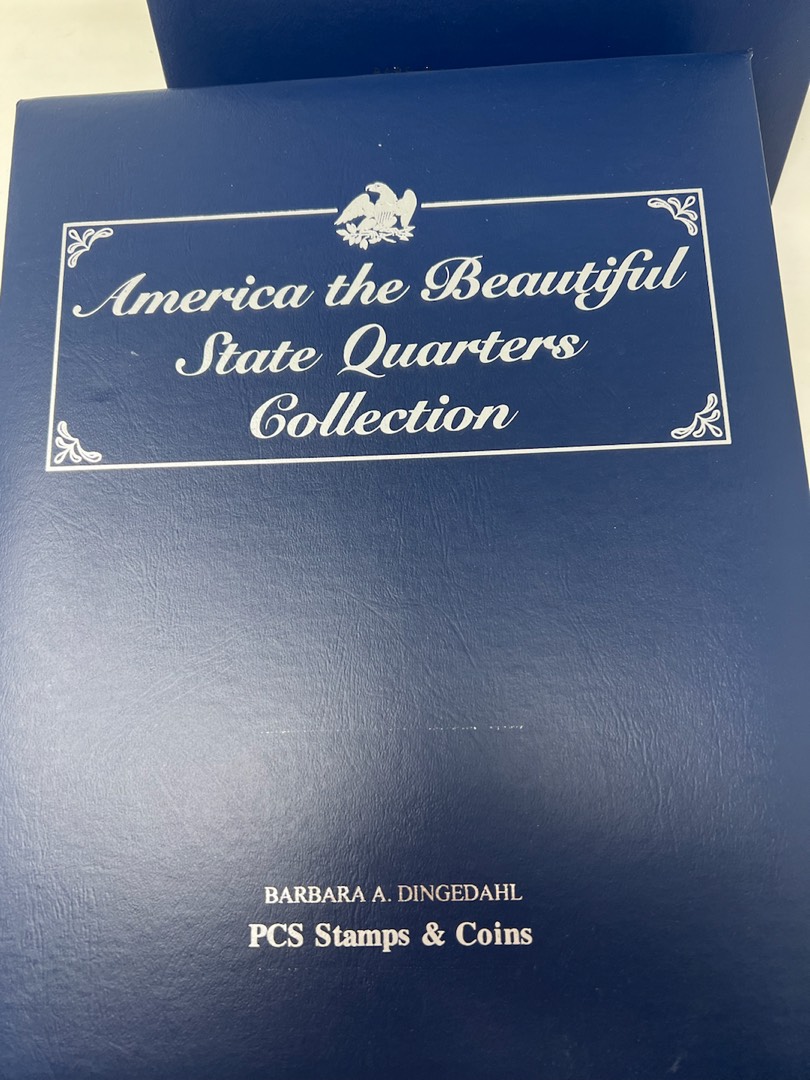 America the Beautiful
State Quarters
Collection
BARBARA A. DINGEDAHL
PCS Stamps & Coins